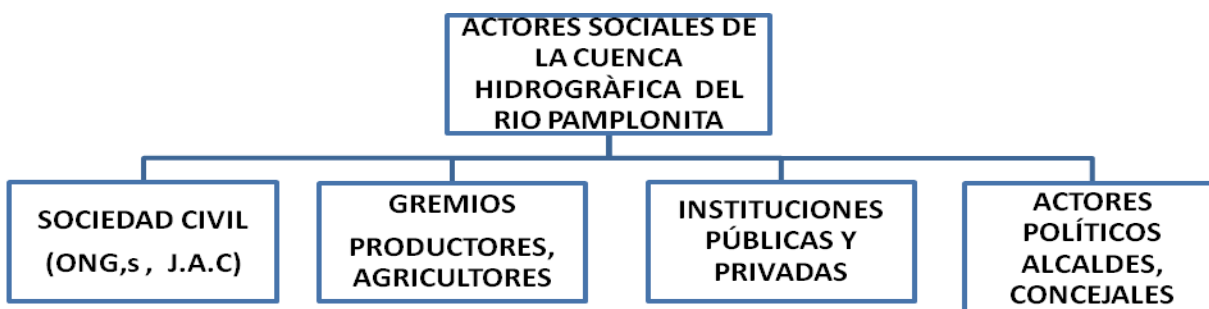 ACTORES SOCIALES DE
LA CUENCA
HIDROGRÀFICA DEL
RIO PAMPLONITA
SOCIEDAD CIVIL
(ONG,s , J.A.C)
GREMIOS
PRODUCTORES,
AGRICULTORES
INSTITUCIONES
PÚBLICAS Y
PRIVADAS
ACTORES
POLÍTICOS
ALCALDES,
CONCEJALES